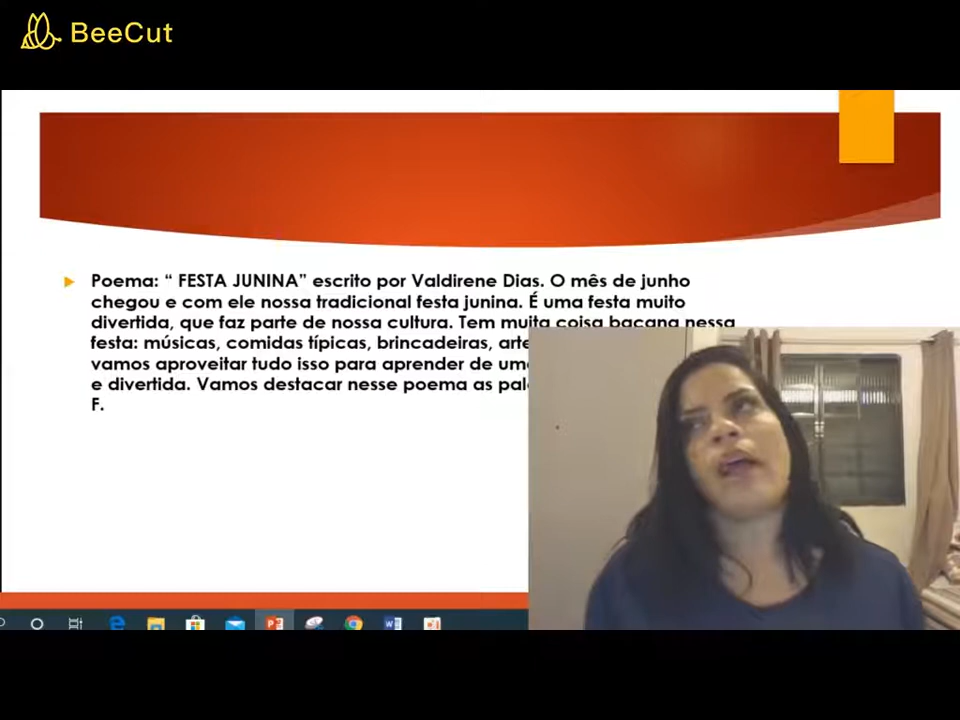 BeeCut
Poema: “ FESTA JUNINA” escrito por Valdirene Dias. O mês de junho
chegou e com ele nossa tradicional festa junina. É uma festa muito
divertida, que faz parte de nossa cultura. Tem muita coisa bacana nessa
festa: músicas, comidas típicas, brincadeiras,
vamos aproveitar tudo isso para aprender de
e divertida. Vamos destacar nesse poema as
F.